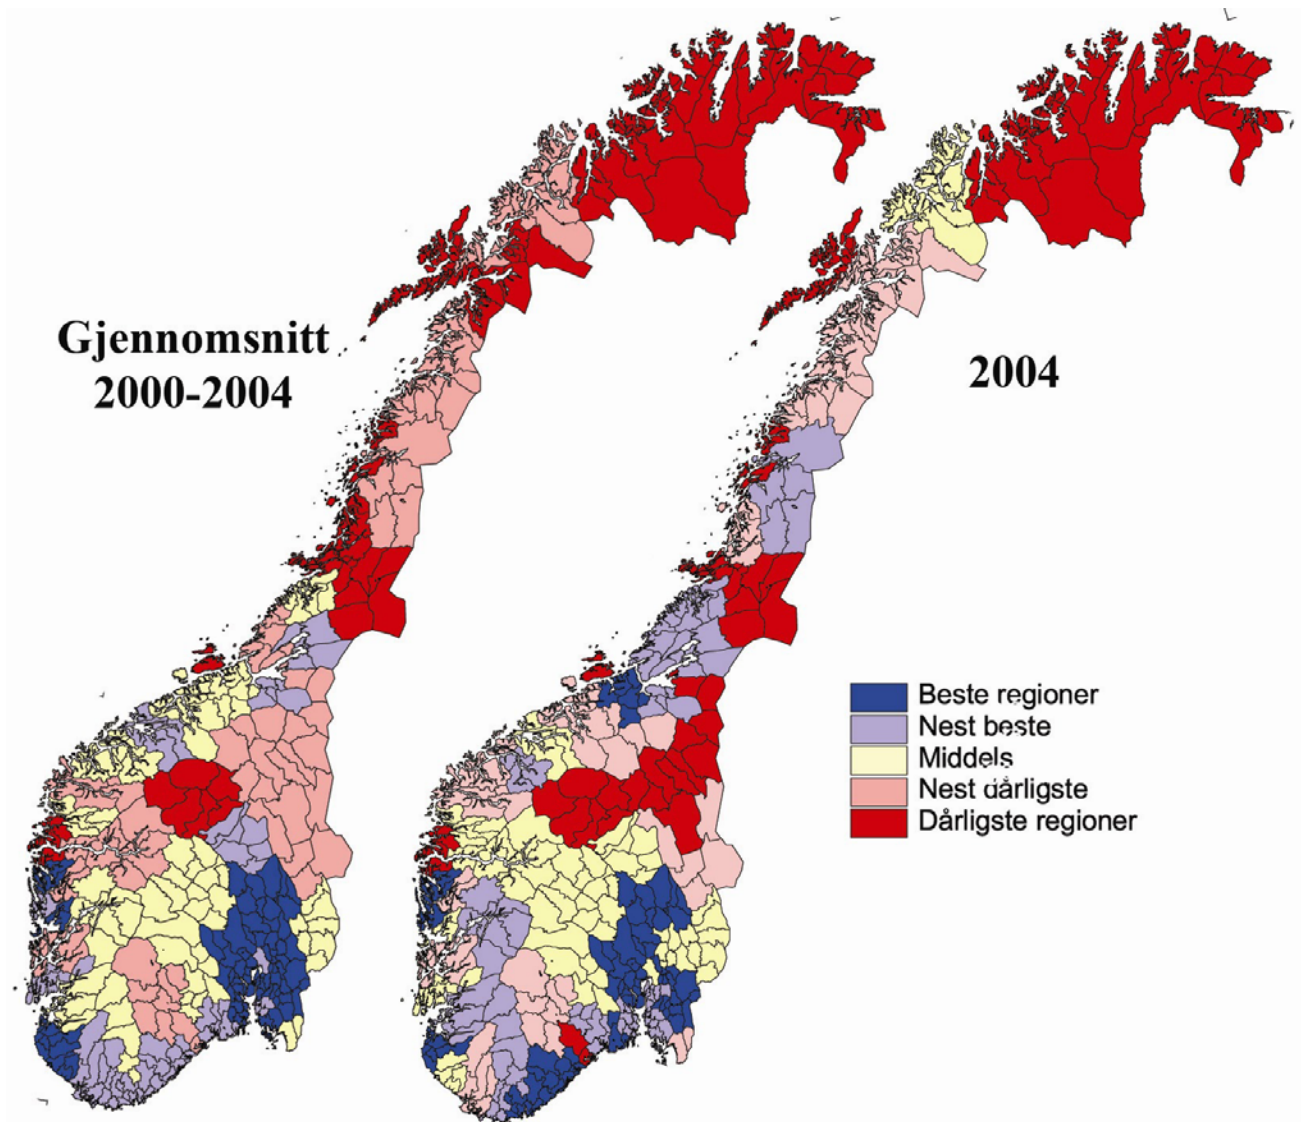 Gjennomsnitt
2000-2004
2004
Beste regioner
Nest beste
Middels
Nest dårligste
Dårligste regioner